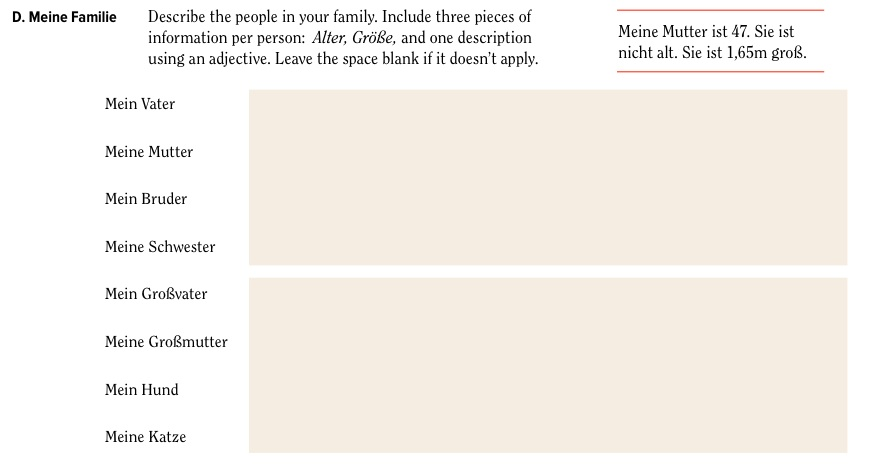 D. Meine Familie
Describe the people in your family. Include three pieces of
information per person: Alter, Größe, and one description
using an adjective. Leave the space blank if it doesn't apply.
Meine Mutter ist 47. Sie ist
nicht alt. Sie ist 1,65m groß.
Mein Vater
Meine Mutter
Mein Bruder
Meine Schwester
Mein Großvater
Meine Großmutter
Mein Hund
Meine Katze